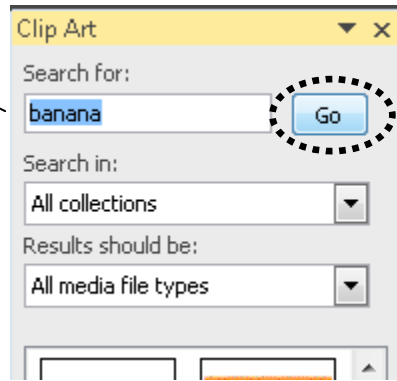 Clip Art
Search for:
banana
Go
Search in:
All collections
Results should be:
All media file types